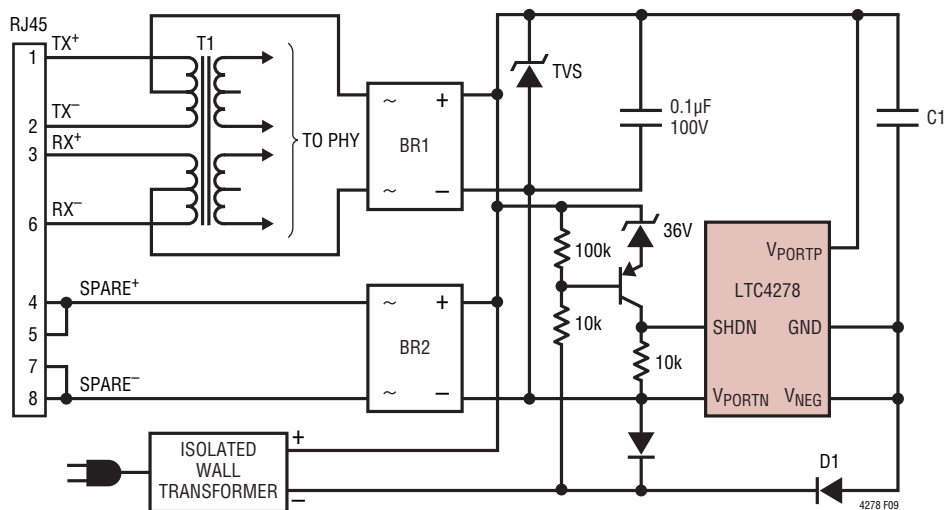 RJ45
TX+
T1
1
TVS
+
~
0.1µF
100V
C1
TX–
2
TO PHY
BR1
RX+
3
~
–
RX–
6
36V
100k
VPORTP
LTC4278
SPARE+
4
~
+
5
10k
SHDN
GND
BR2
10k
7
SPARE–
8
~
–
VPORTN
VNEG
+
ISOLATED
WALL
TRANSFORMER
–
D1
4278 F09